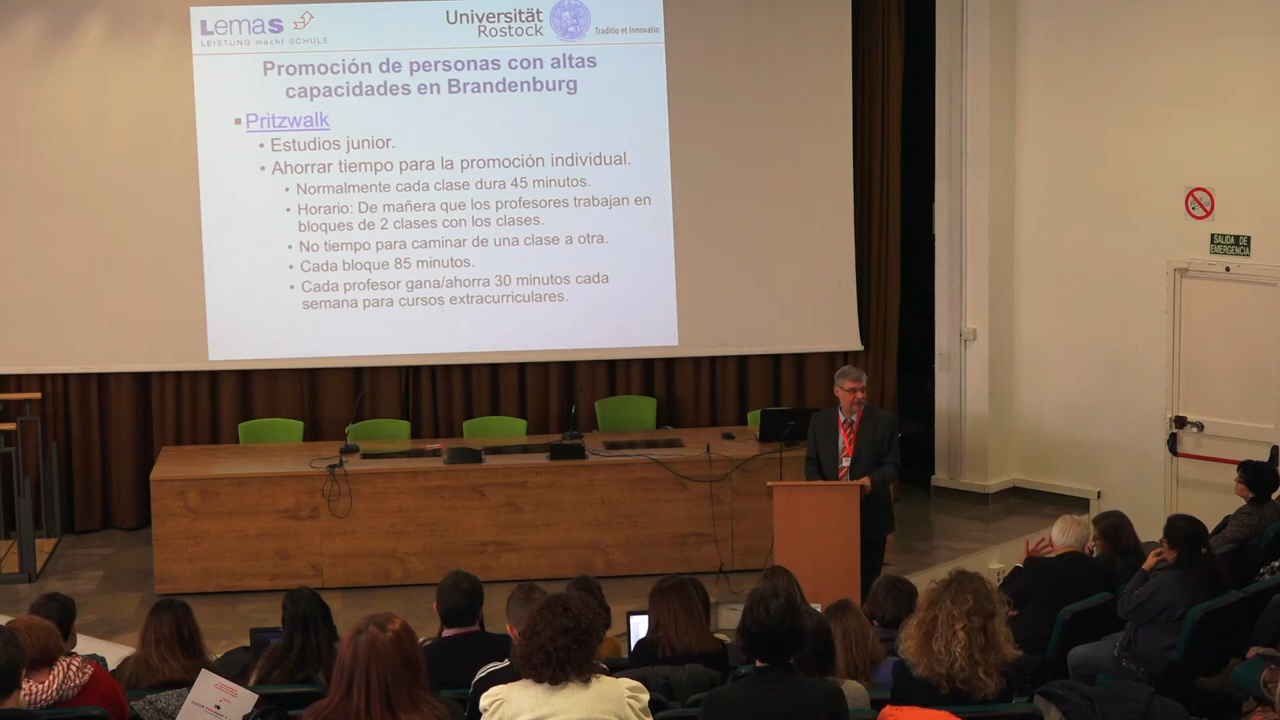 Lemas
LEISTUNG macht SCHULE
Universität
Rostock
Traditio et Innovatio
Promoción de personas con altas
capacidades en Brandenburg
▪ Pritzwalk
• Estudios junior.
• Ahorrar tiempo para la promoción individual.
• Normalmente cada clase dura 45 minutos.
• Horario: De mañera que los profesores trabajan en
bloques de 2 clases con los clases.
• No tiempo para caminar de una clase a otra.
• Cada bloque 85 minutos.
• Cada profesor gana/ahorra 30 minutos cada
semana para cursos extracurriculares.
SALIDA DE
EMERGENCIA